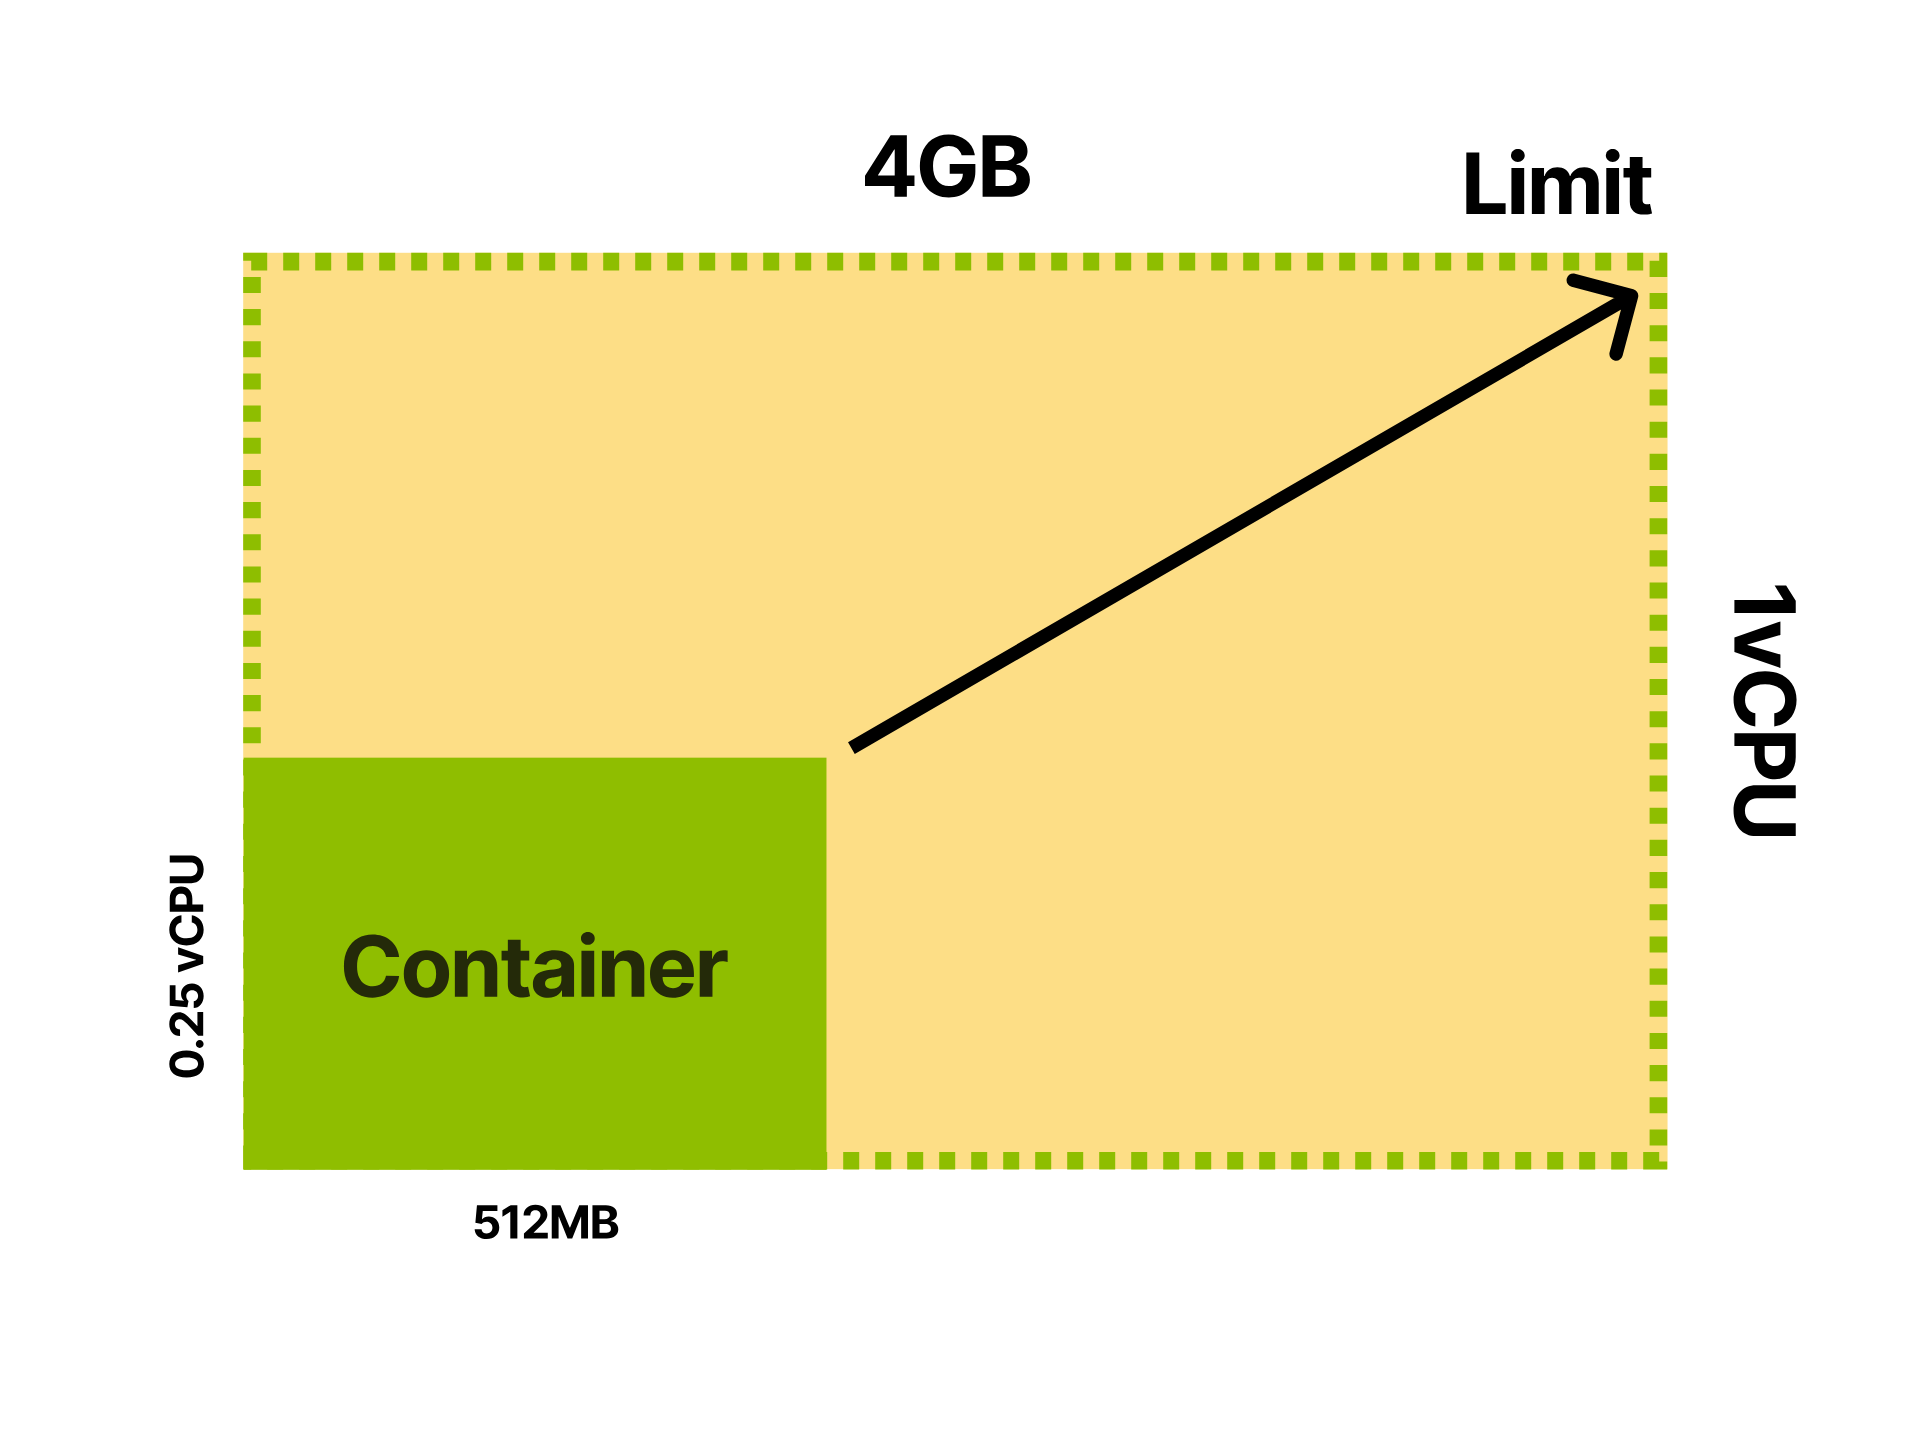 4GB
Limit
1vCPU
0.25 vCPU
Container
512MB